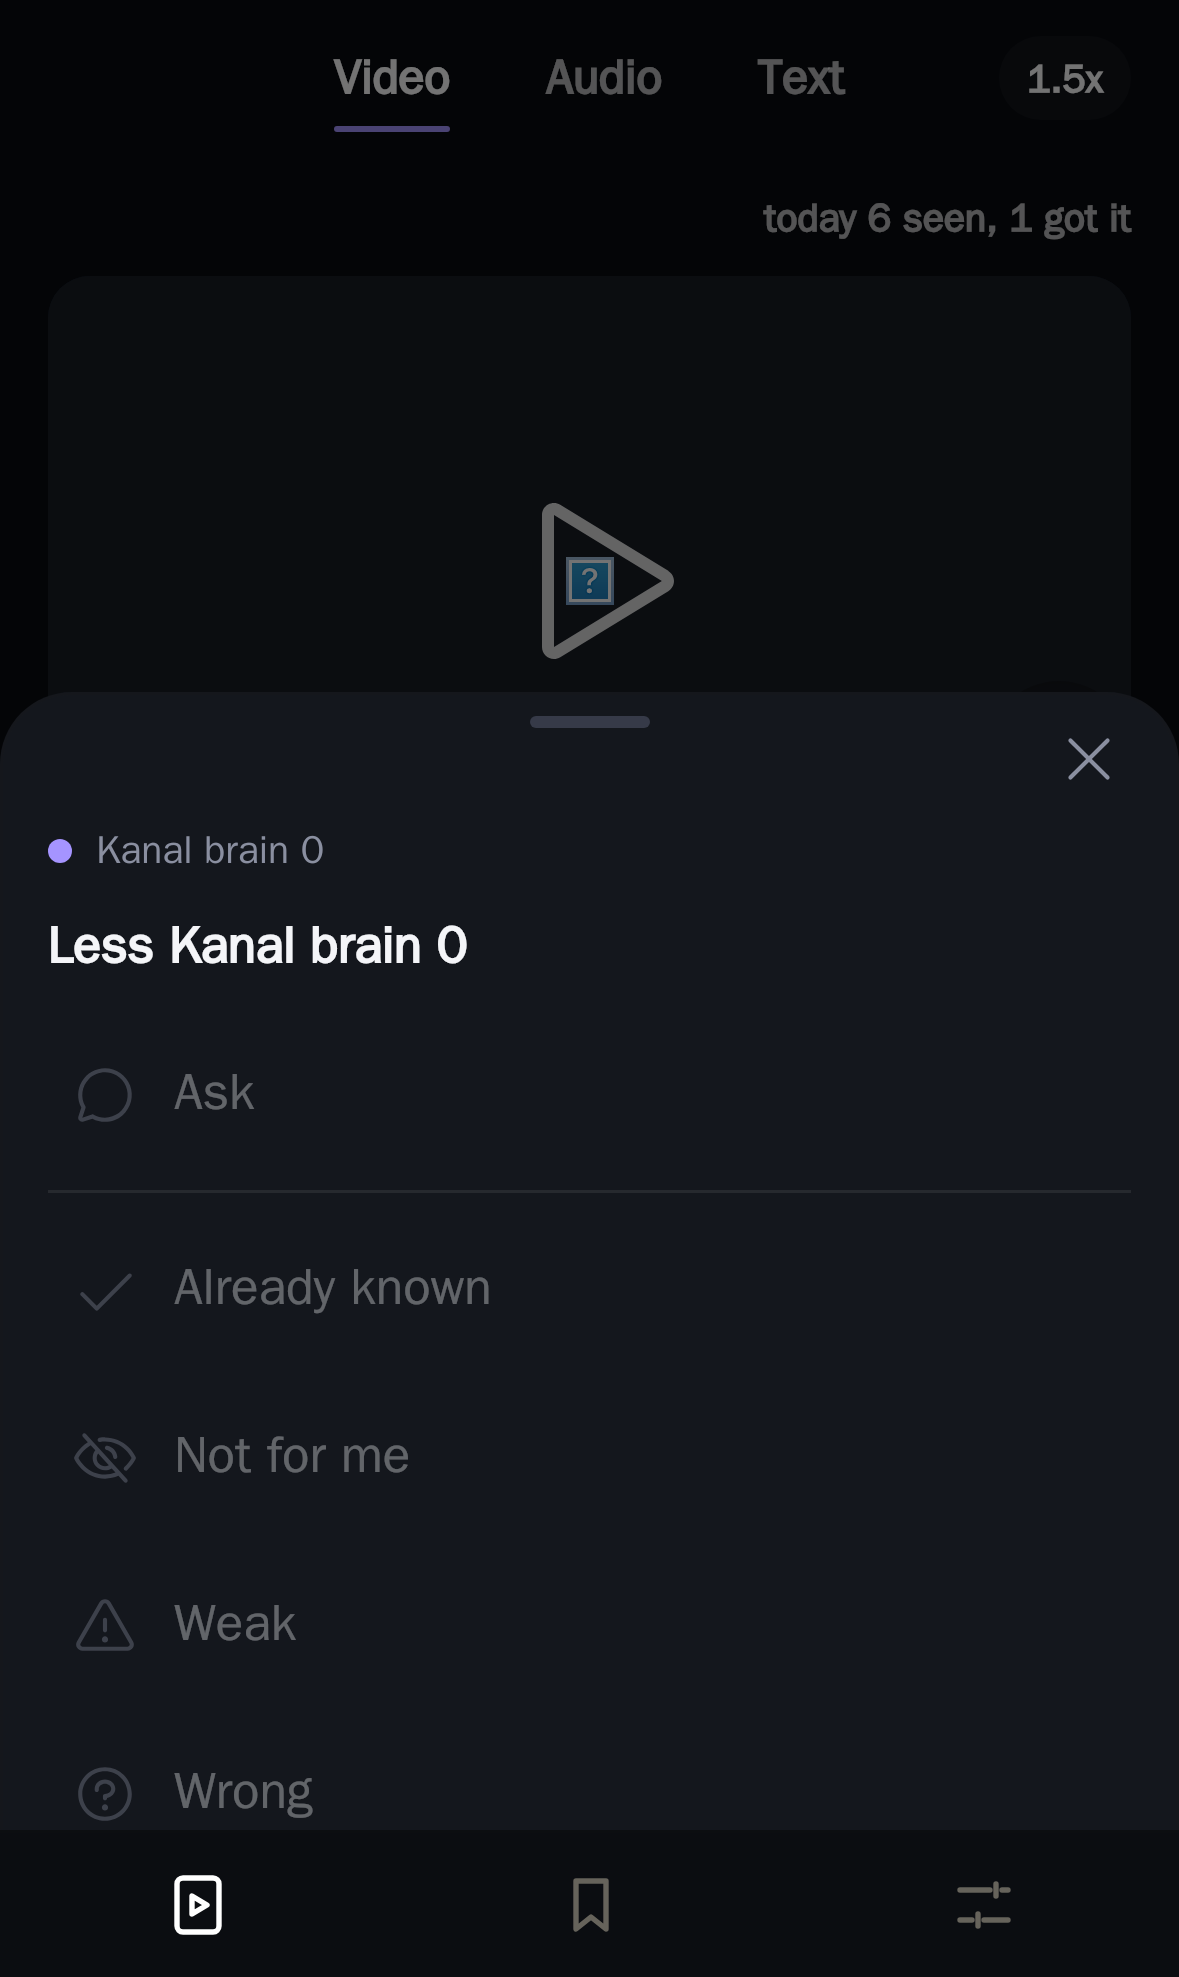 Video Audio Text 1.5x
today 6 seen, 1 got it
?
Kanal brain 0
Less Kanal brain 0
Ask
Already known
Not for me
Weak
Wrong